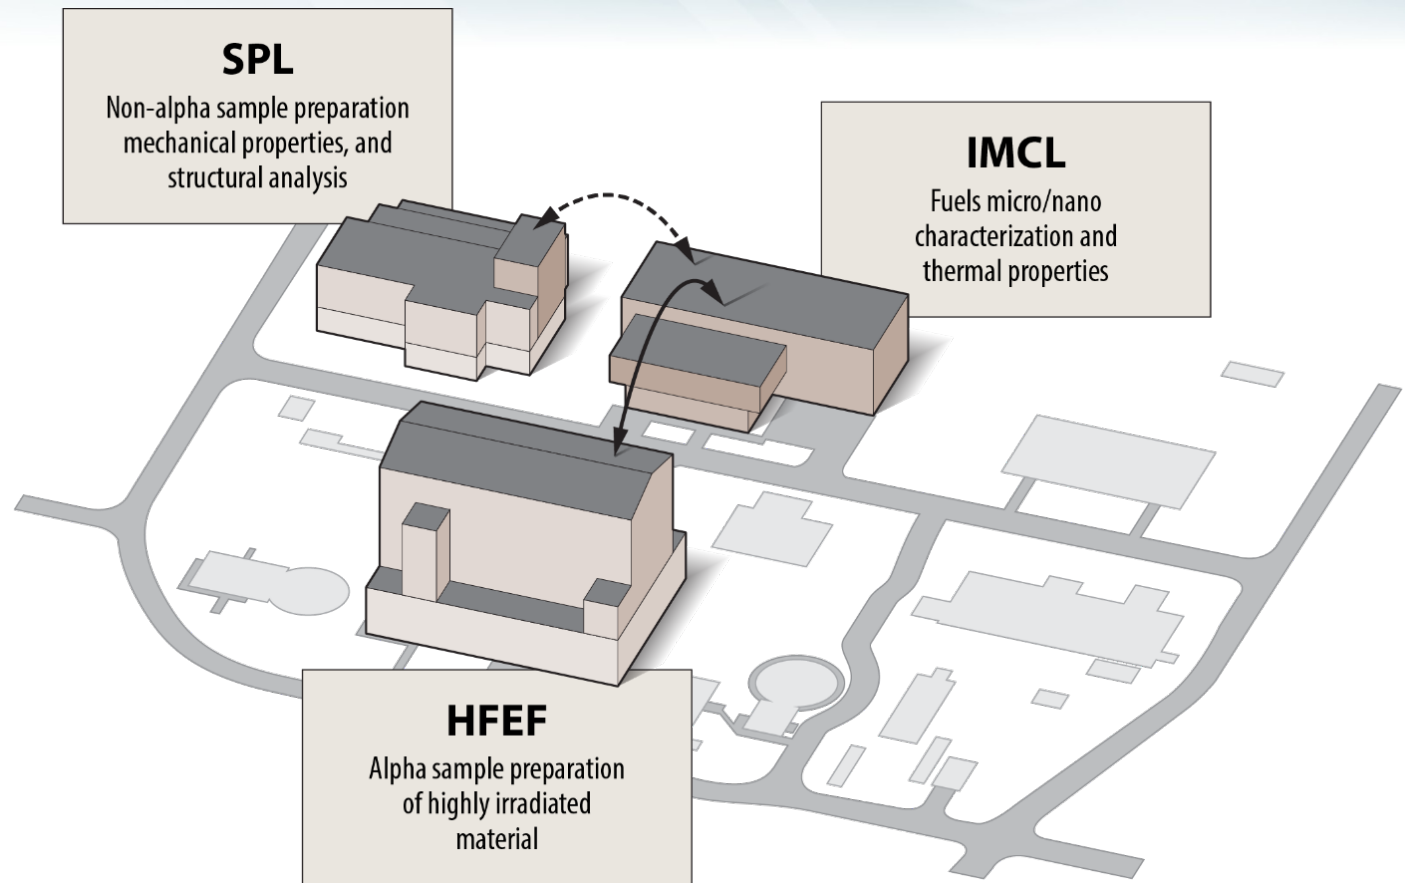 SPL
Non-alpha sample preparation
mechanical properties, and
structural analysis
IMCL
Fuels micro/nano
characterization and
thermal properties
HFEF
Alpha sample preparation
of highly irradiated
material